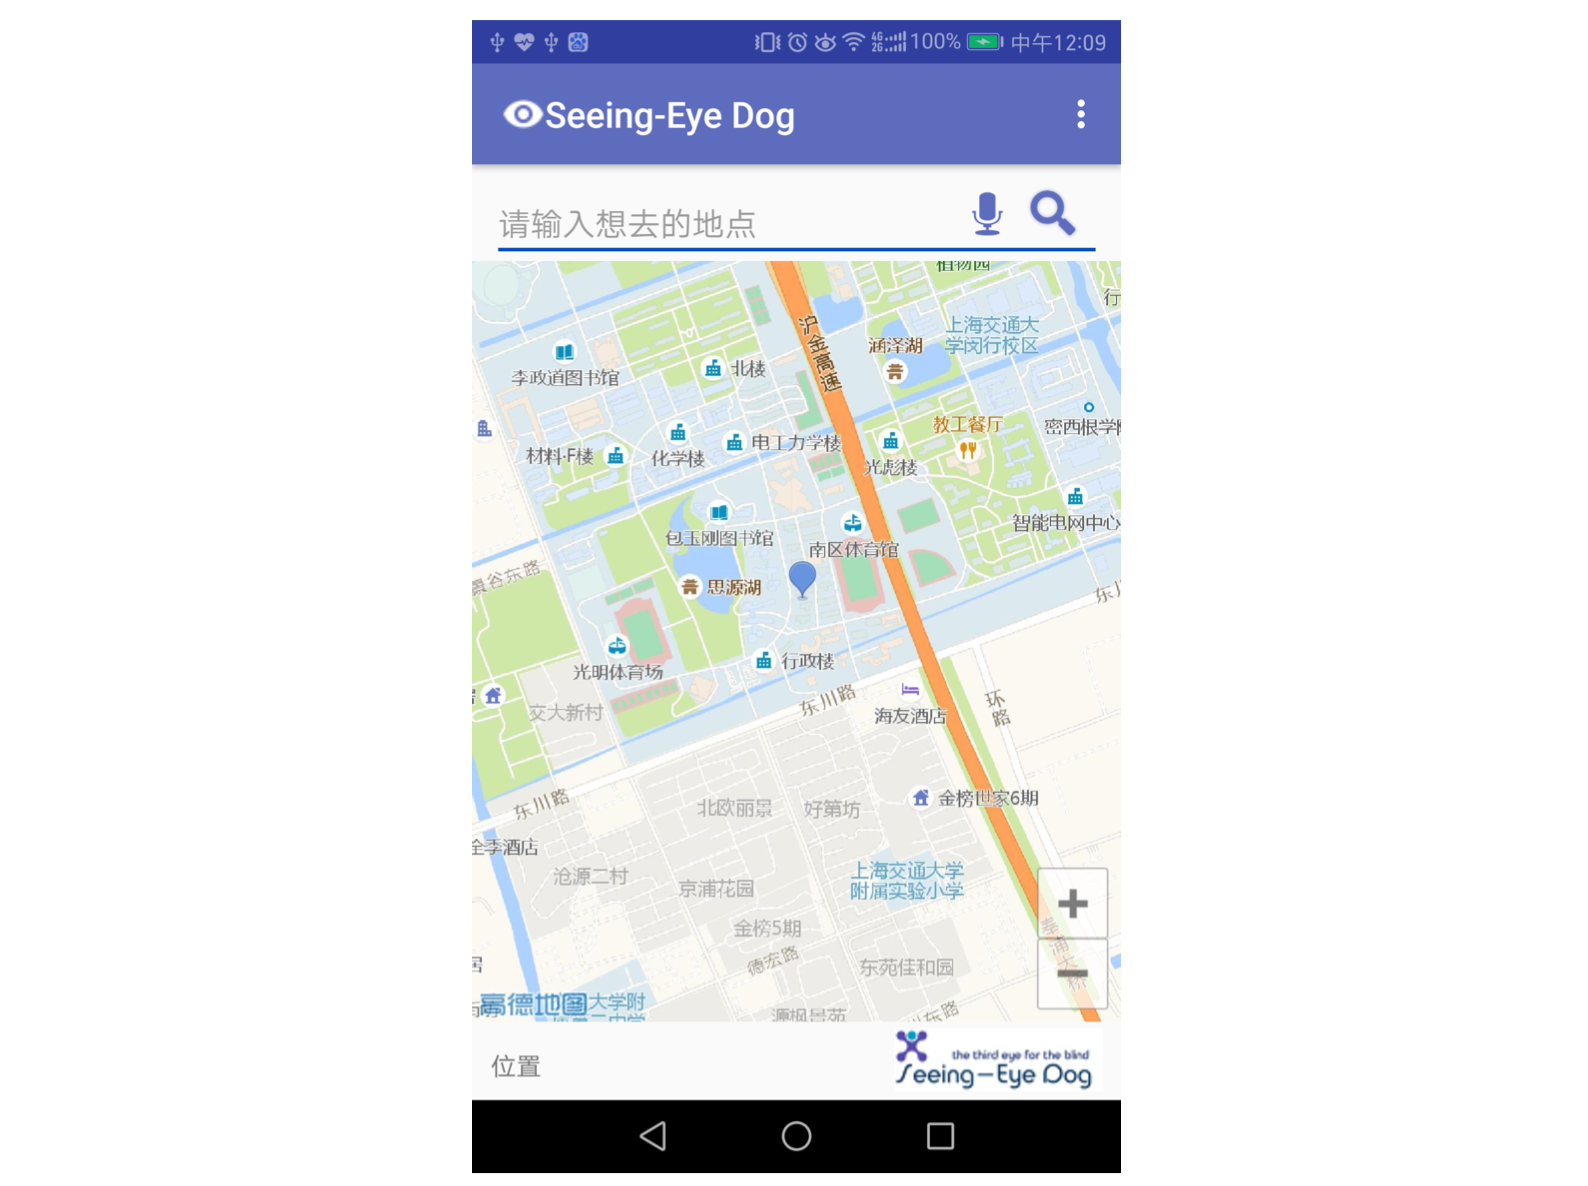 4G
2G
100%
中午12:09
Seeing-Eye Dog
请输入想去的地点
植物园
行
沪金高速
上海交通大
学闵行校区
涵泽湖
李政道图书馆
北楼
教工餐厅
密西根学
材料·F楼
化学楼
电工力学楼
光彪楼
包玉刚图书馆
南区体育馆
智能电网中心
思源湖
剑谷东路
东川
光明体育场
行政楼
交大新村
东川路
海友酒店
环路
东川路
北欧丽景
好第坊
金榜世家6期
全季酒店
沧源二村
京浦花园
上海交通大学
附属实验小学
金榜5期
德宏路
东苑佳和园
奉浦大桥
高德地图
大学附
源枫景苑
东路
位置
the third eye for the blind
Seeing-Eye Dog